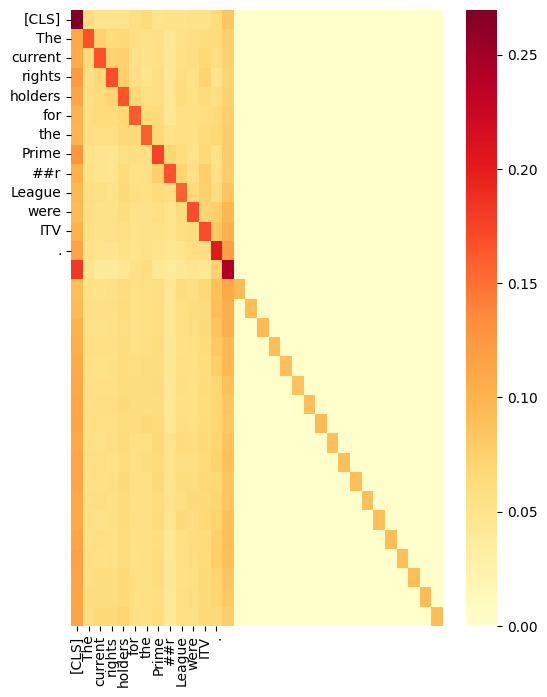 [CLS]
The
current
rights
holders
for
the
Prime
##r
League
were
ITV
.
0.25
0.20
0.15
0.10
0.05
0.00
[CLS]
The
current
rights
holders
for
the
Prime
##r
League
were
ITV
.